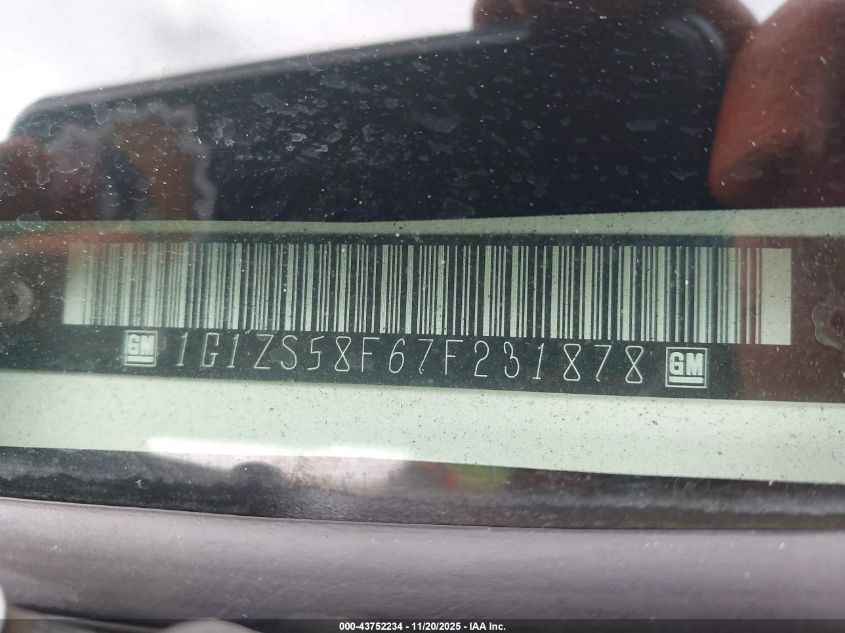 GM 1G1ZS58F67F231878 GM
000-43752234 - 11/20/2025 - IAA Inc.